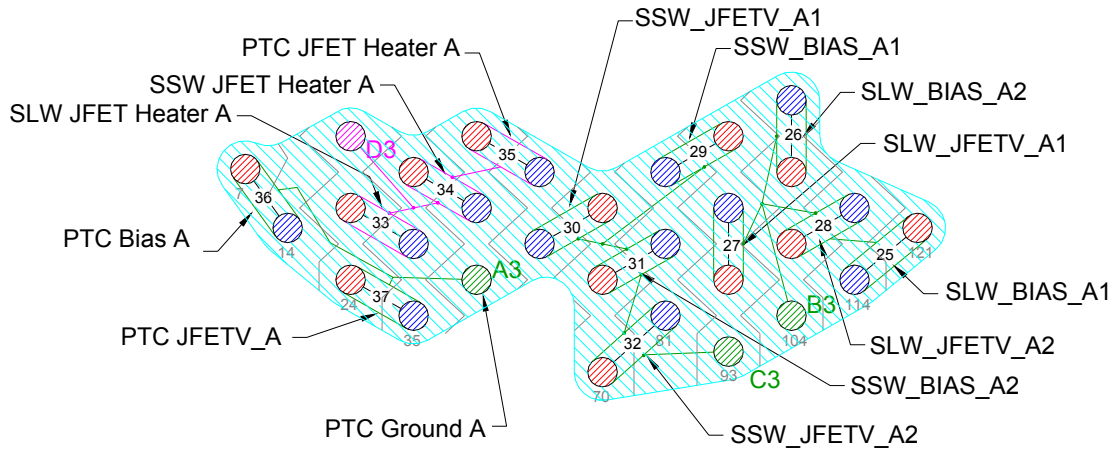 SSW_JFETV_A1
PTC JFET Heater A
SSW_BIAS_A1
SSW JFET Heater A
SLW_BIAS_A2
SLW JFET Heater A
SLW_JFETV_A1
D3
26
29
35
34
7
36
33
30
28
PTC Bias A
14
27
25
121
31
A3
24
37
114
SLW_BIAS_A1
B3
PTC JFETV_A
35
81
104
32
SLW_JFETV_A2
93
C3
SSW_BIAS_A2
70
PTC Ground A
SSW_JFETV_A2